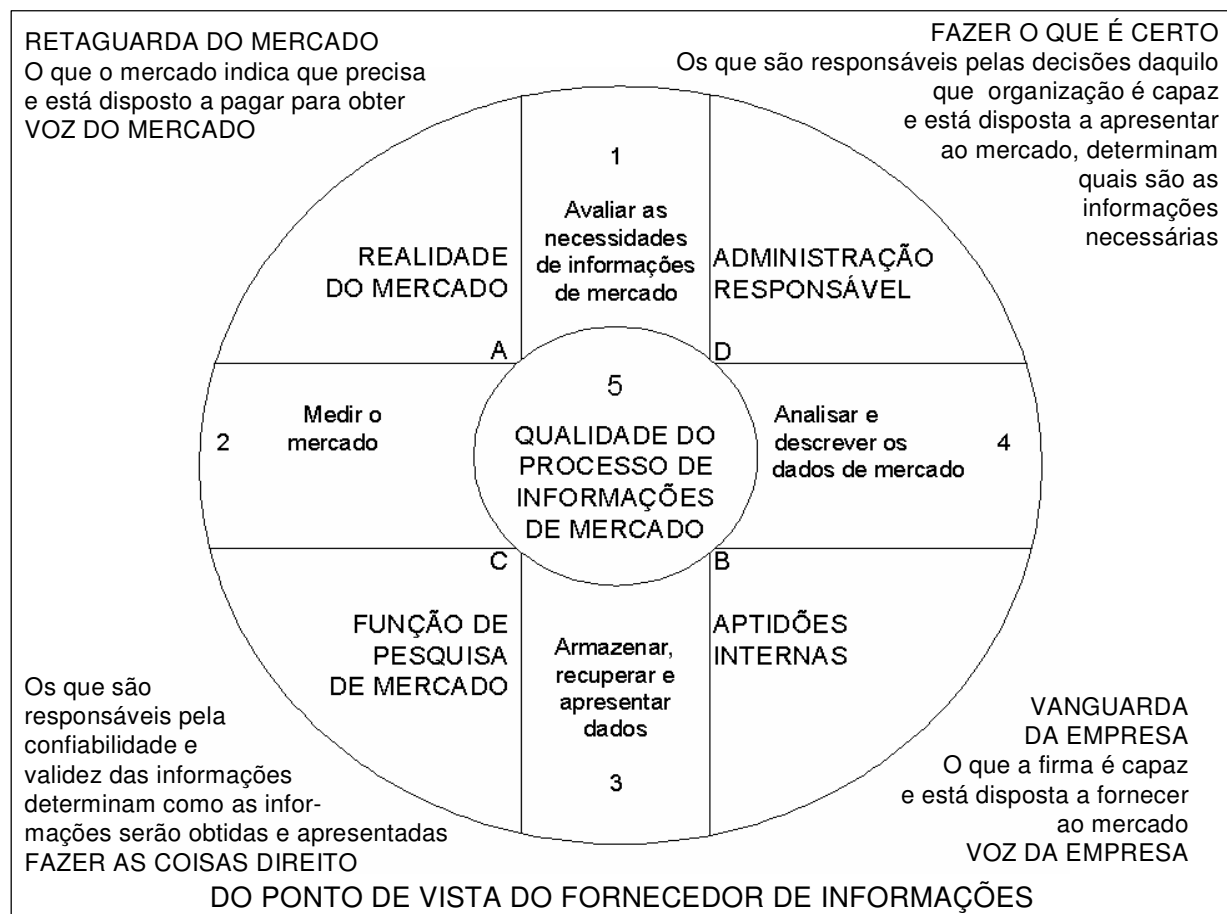 RETAGUARDA DO MERCADO
O que o mercado indica que precisa
e está disposto a pagar para obter
VOZ DO MERCADO
FAZER O QUE É CERTO
Os que são responsáveis pelas decisões daquilo
que organização é capaz
e está disposta a apresentar
ao mercado, determinam
quais são as
informações
necessárias
1
Avaliar as
necessidades
de informações
de mercado
REALIDADE
DO MERCADO
A
ADMINISTRAÇÃO
RESPONSÁVEL
D
2
Medir o
mercado
5
QUALIDADE DO
PROCESSO DE
INFORMAÇÕES
DE MERCADO
Analisar e
descrever os
dados de mercado
4
C
FUNÇÃO DE
PESQUISA
DE MERCADO
Armazenar,
recuperar e
apresentar
dados
3
B
APTIDÕES
INTERNAS
Os que são
responsáveis pela
confiabilidade e
validez das informações
determinam como as infor-
mações serão obtidas e apresentadas
FAZER AS COISAS DIREITO
VANGUARDA
DA EMPRESA
O que a firma é capaz
e está disposta a fornecer
ao mercado
VOZ DA EMPRESA
DO PONTO DE VISTA DO FORNECEDOR DE INFORMAÇÕES